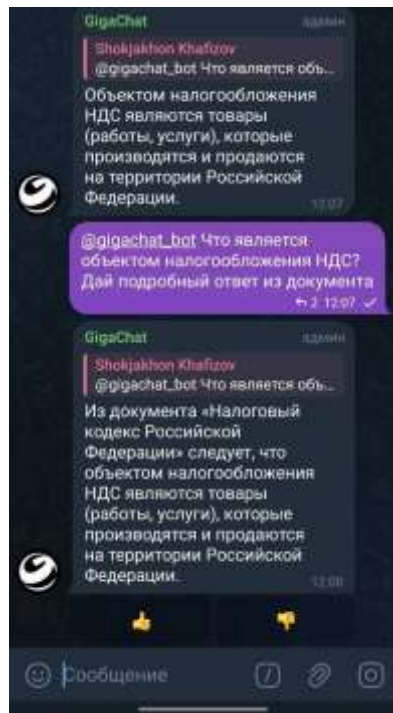 GigaChat админ
Shokjakhon Khafizov
@gigachat_bot Что является объ...
Объектом налогообложения
НДС являются товары
(работы, услуги), которые
производятся и продаются
на территории Российской
Федерации.
12:07
@gigachat_bot Что является
объектом налогообложения НДС?
Дай подробный ответ из документа
2 12:07
GigaChat админ
Shokjakhon Khafizov
@gigachat_bot Что является объ...
Из документа «Налоговый
кодекс Российской
Федерации» следует, что
объектом налогообложения
НДС являются товары
(работы, услуги), которые
производятся и продаются
на территории Российской
Федерации.
12:08
Сообщение